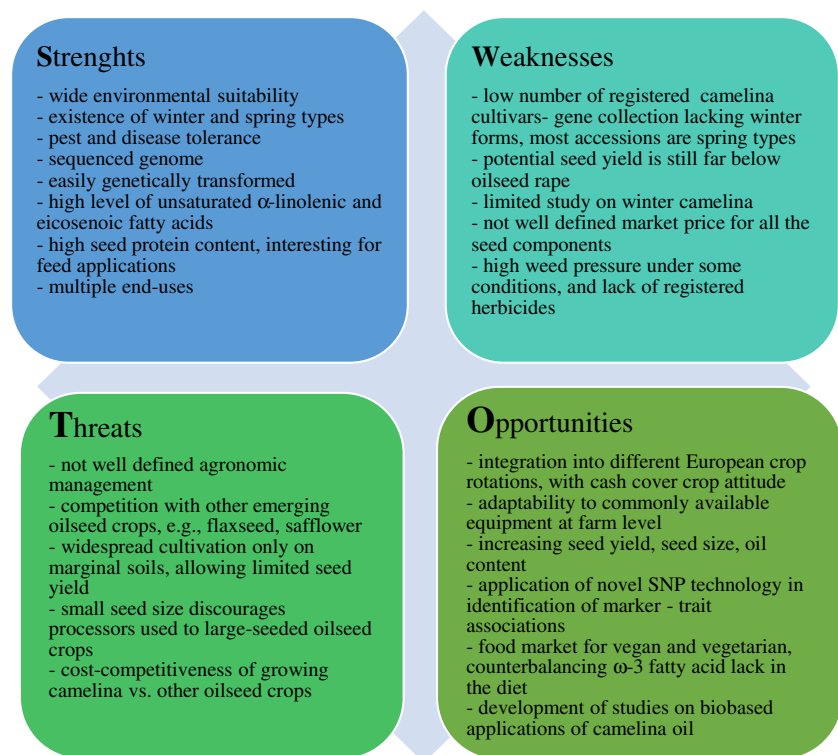 Strenghts
- wide environmental suitability
- existence of winter and spring types
- pest and disease tolerance
- sequenced genome
- easily genetically transformed
- high level of unsaturated α-linolenic and
eicosenoic fatty acids
- high seed protein content, interesting for
feed applications
- multiple end-uses
Weaknesses
- low number of registered camelina
cultivars- gene collection lacking winter
forms, most accessions are spring types
- potential seed yield is still far below
oilseed rape
- limited study on winter camelina
- not well defined market price for all the
seed components
- high weed pressure under some
conditions, and lack of registered
herbicides
Threats
- not well defined agronomic
management
- competition with other emerging
oilseed crops, e.g., flaxseed, safflower
- widespread cultivation only on
marginal soils, allowing limited seed
yield
- small seed size discourages
processors used to large-seeded oilseed
crops
- cost-competitiveness of growing
camelina vs. other oilseed crops
Opportunities
- integration into different European crop
rotations, with cash cover crop attitude
- adaptability to commonly available
equipment at farm level
- increasing seed yield, seed size, oil
content
- application of novel SNP technology in
identification of marker - trait
associations
- food market for vegan and vegetarian,
counterbalancing ω-3 fatty acid lack in
the diet
- development of studies on biobased
applications of camelina oil